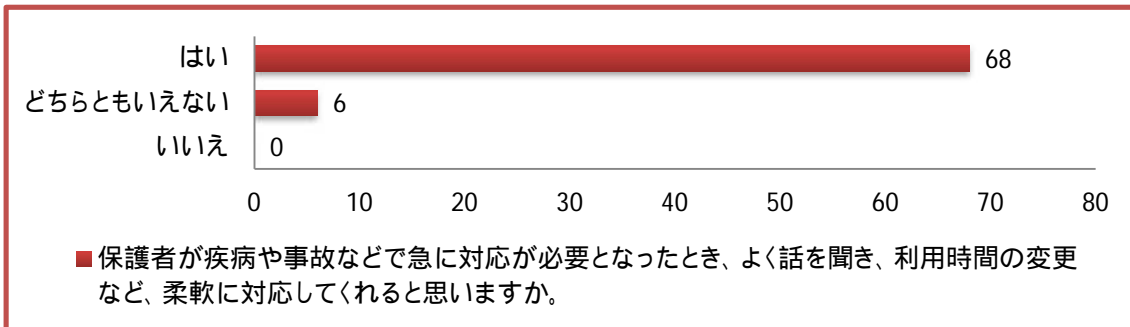 はい 68
どちらともいえない 6
いいえ 0
0 10 20 30 40 50 60 70 80
保護者が疾病や事故などで急に対応が必要となったとき、よく話を聞き、利用時間の変更
など、柔軟に対応してくれると思いますか。